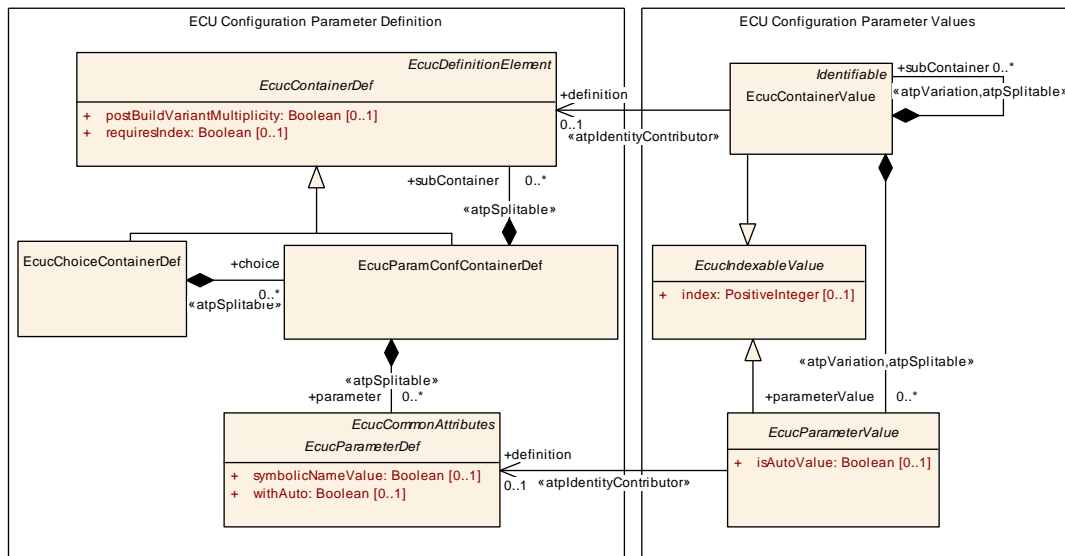 ECU Configuration Parameter Definition
ECU Configuration Parameter Values
EcucDefinitionElement
EcucContainerDef
+ postBuildVariantMultiplicity: Boolean [0..1]
+ requiresIndex: Boolean [0..1]
+definition
0..1
«atpIdentityContributor»
Identifiable
EcucContainerValue
+subContainer 0..*
«atpVariation,atpSplitable»
+subContainer 0..*
«atpSplitable»
EcucChoiceContainerDef
+choice
0..*
«atpSplitable»
EcucParamConfContainerDef
EcucIndexableValue
+ index: PositiveInteger [0..1]
«atpSplitable»
+parameter 0..*
«atpVariation,atpSplitable»
+parameterValue 0..*
EcucCommonAttributes
EcucParameterDef
+ symbolicNameValue: Boolean [0..1]
+ withAuto: Boolean [0..1]
+definition
0..1
«atpIdentityContributor»
EcucParameterValue
+ isAutoValue: Boolean [0..1]